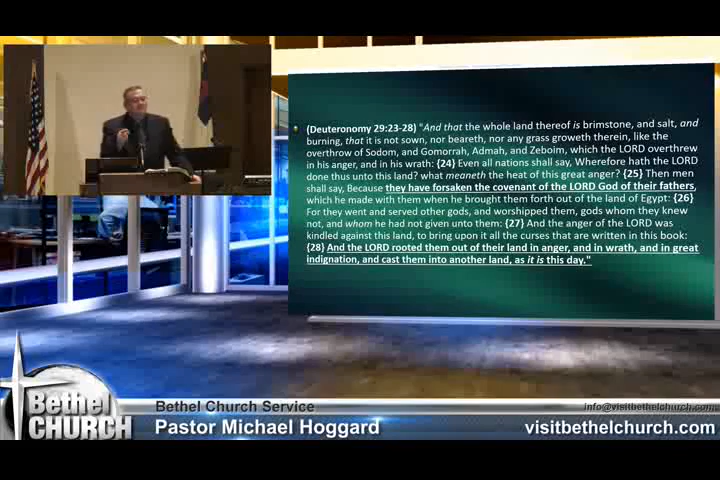 (Deuteronomy 29:23-28) "And that the whole land thereof is brimstone, and salt, and
burning, that it is not sown, nor beareth, nor any grass groweth therein, like the
overthrow of Sodom, and Gomorrah, Admah, and Zeboim, which the LORD overthrew
in his anger, and in his wrath: {24} Even all nations shall say, Wherefore hath the LORD
done thus unto this land? what meaneth the heat of this great anger? {25} Then men
shall say, Because they have forsaken the covenant of the LORD God of their fathers,
which he made with them when he brought them forth out of the land of Egypt: {26}
For they went and served other gods, and worshipped them, gods whom they knew
not, and whom he had not given unto them: {27} And the anger of the LORD was
kindled against this land, to bring upon it all the curses that are written in this book:
{28} And the LORD rooted them out of their land in anger, and in wrath, and in great
indignation, and cast them into another land, as it is this day."
Bethel
CHURCH
Bethel Church Service
info@visitbethelchurch.com
Pastor Michael Hoggard
visitbethelchurch.com